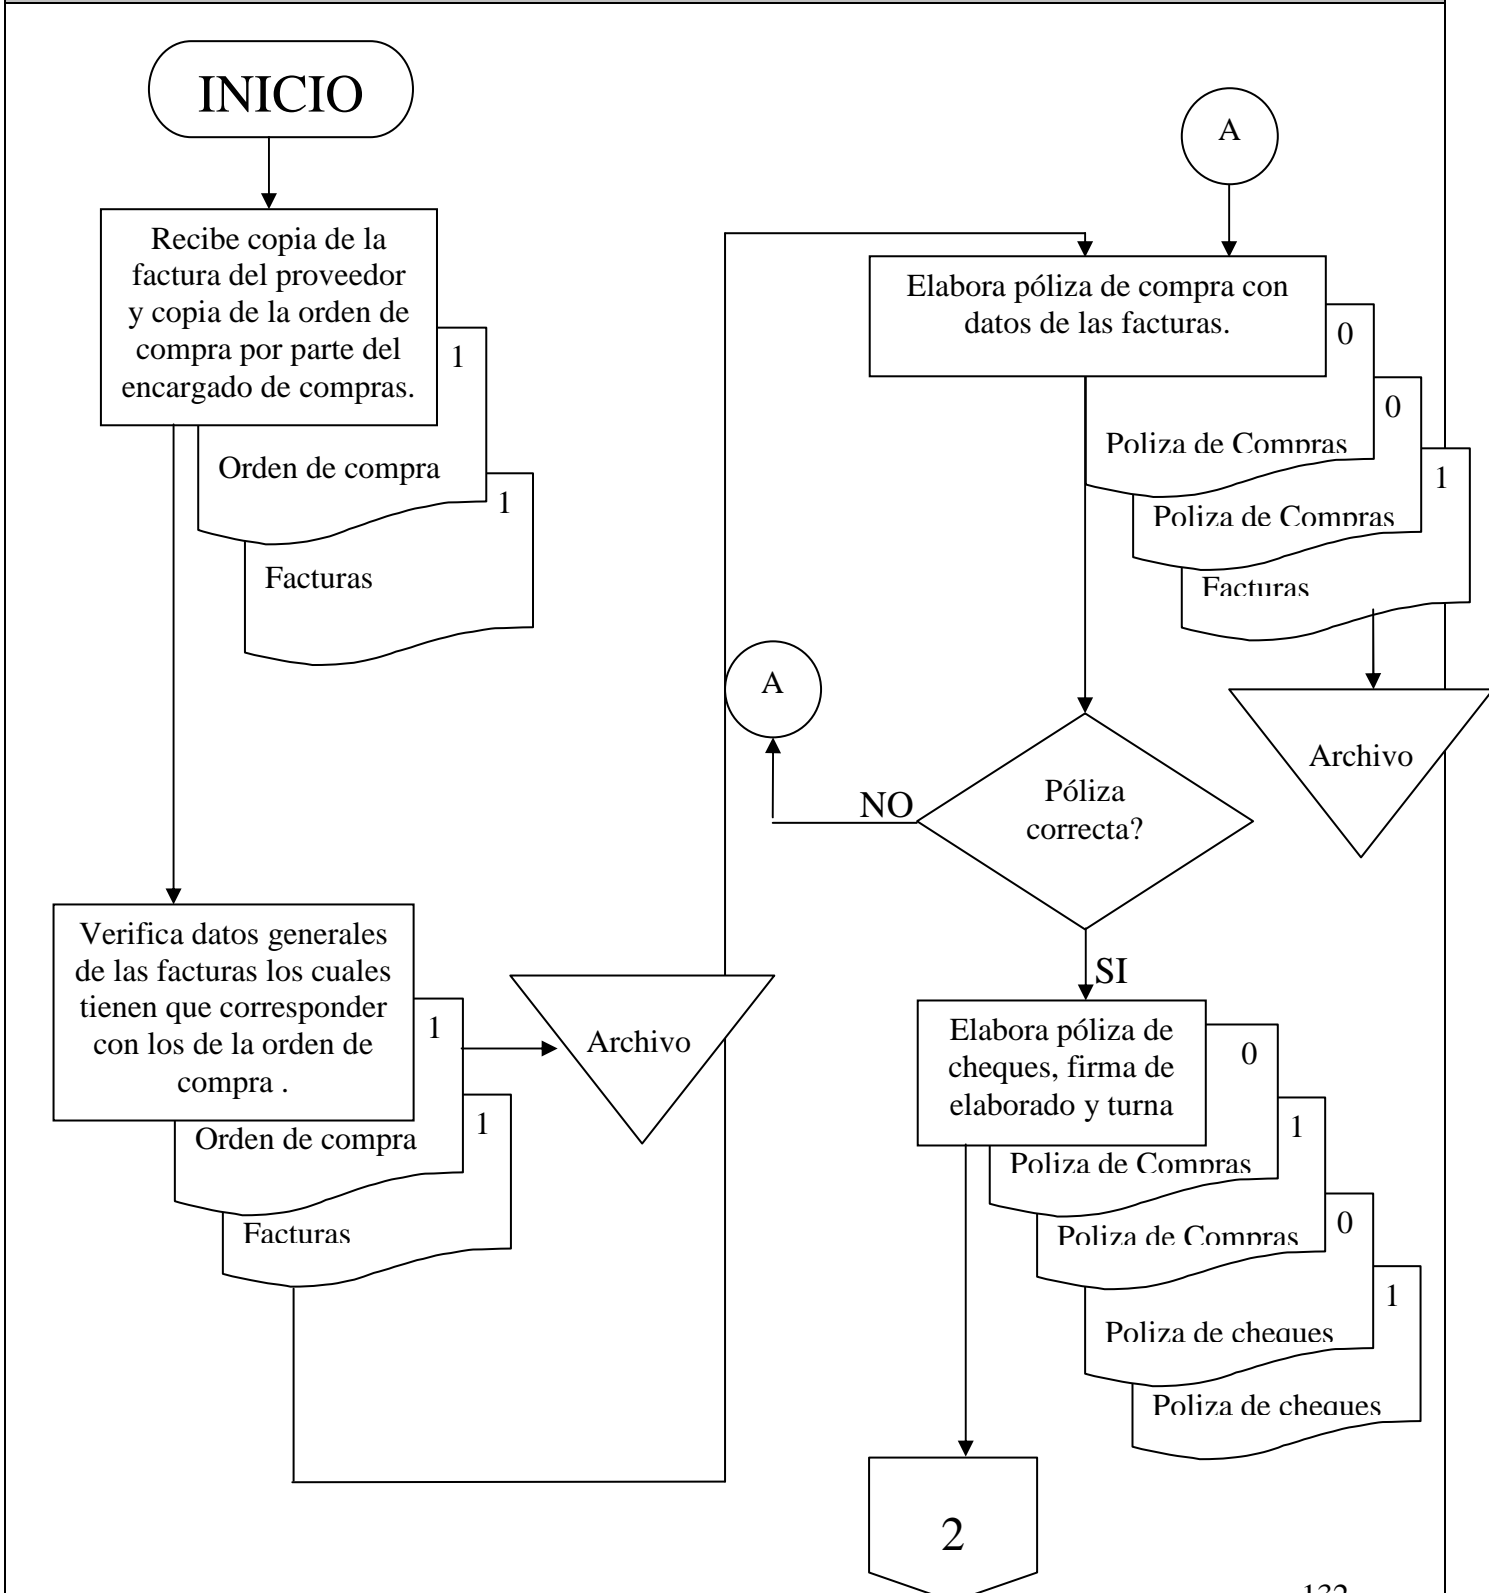 INICIO
Recibe copia de la
factura del proveedor
y copia de la orden de
compra por parte del
encargado de compras.
1
Orden de compra
1
Facturas
Verifica datos generales
de las facturas los cuales
tienen que corresponder
con los de la orden de
compra .
1
Orden de compra
1
Facturas
Archivo
A
Elabora póliza de compra con
datos de las facturas.
0
Poliza de Compras
0
Poliza de Compras
1
Facturas
Archivo
A
NO
Póliza
correcta?
SI
Elabora póliza de
cheques, firma de
elaborado y turna
0
Poliza de Compras
1
Poliza de Compras
0
Poliza de cheques
1
Poliza de cheques
2
132